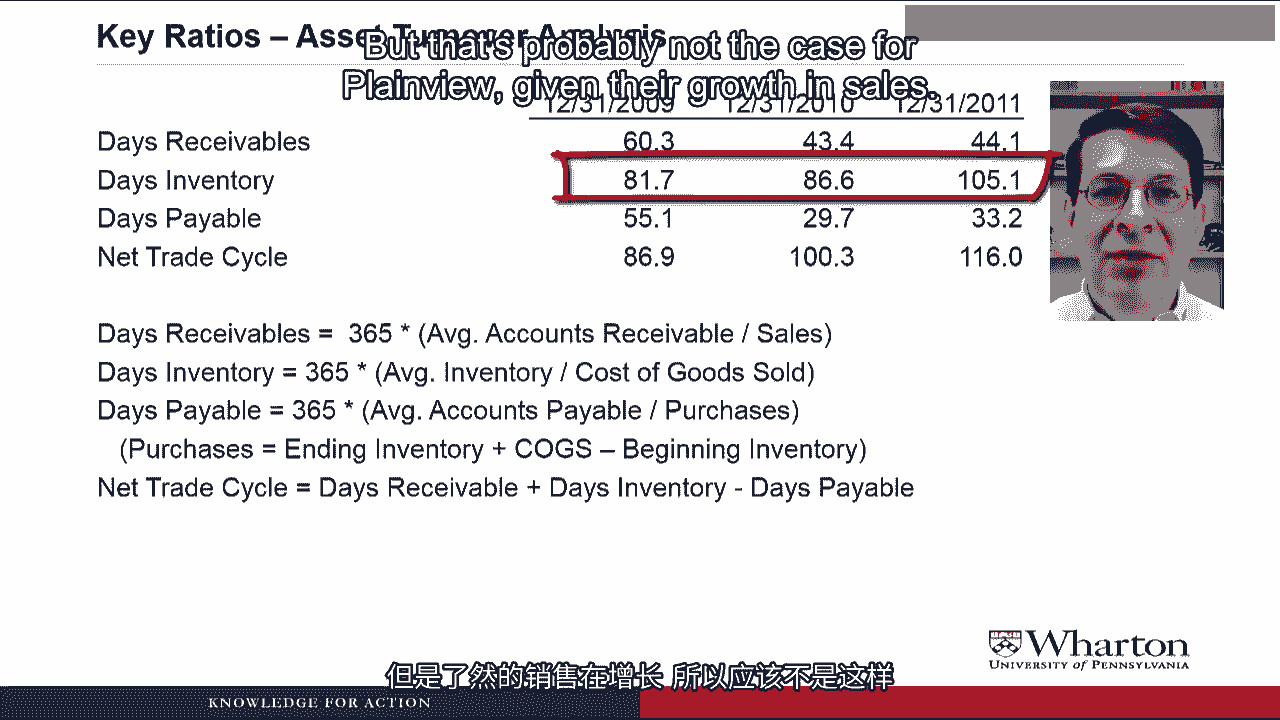 Key Ratios – Asset Turnover Analysis
But that's probably not the case for
Plainview, given their growth in sales.
12/31/2009 12/31/2010 12/31/2011
Days Receivables 60.3 43.4 44.1
Days Inventory 81.7 86.6 105.1
Days Payable 55.1 29.7 33.2
Net Trade Cycle 86.9 100.3 116.0
Days Receivables = 365 * (Avg. Accounts Receivable / Sales)
Days Inventory = 365 * (Avg. Inventory / Cost of Goods Sold)
Days Payable = 365 * (Avg. Accounts Payable / Purchases)
(Purchases = Ending Inventory + COGS – Beginning Inventory)
Net Trade Cycle = Days Receivable + Days Inventory - Days Payable
Wharton
UNIVERSITY of PENNSYLVANIA
但是了然的销售在增长 所以应该不是这样
KNOWLEDGE FOR ACTION